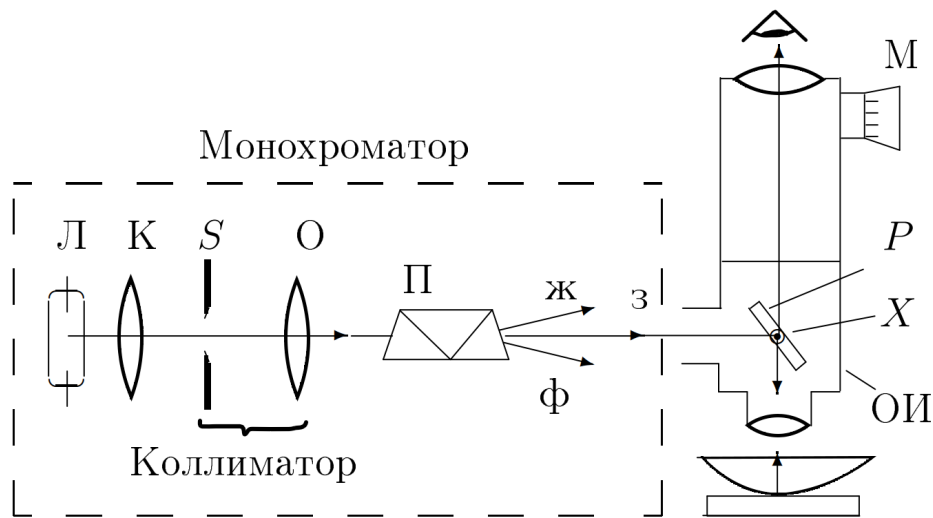 М
Монохроматор
Л К S О
P
П
ж
з
X
ф
ОИ
Коллиматор